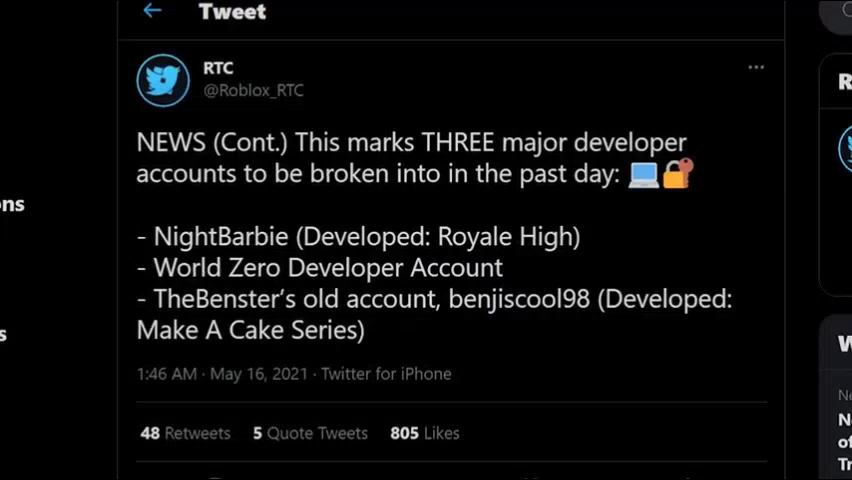 Tweet
RTC
@Roblox_RTC
NEWS (Cont.) This marks THREE major developer
accounts to be broken into in the past day: 💻🔐
- NightBarbie (Developed: Royale High)
- World Zero Developer Account
- TheBenster's old account, benjiscool98 (Developed:
Make A Cake Series)
1:46 AM · May 16, 2021 · Twitter for iPhone
48 Retweets 5 Quote Tweets 805 Likes
ons
s